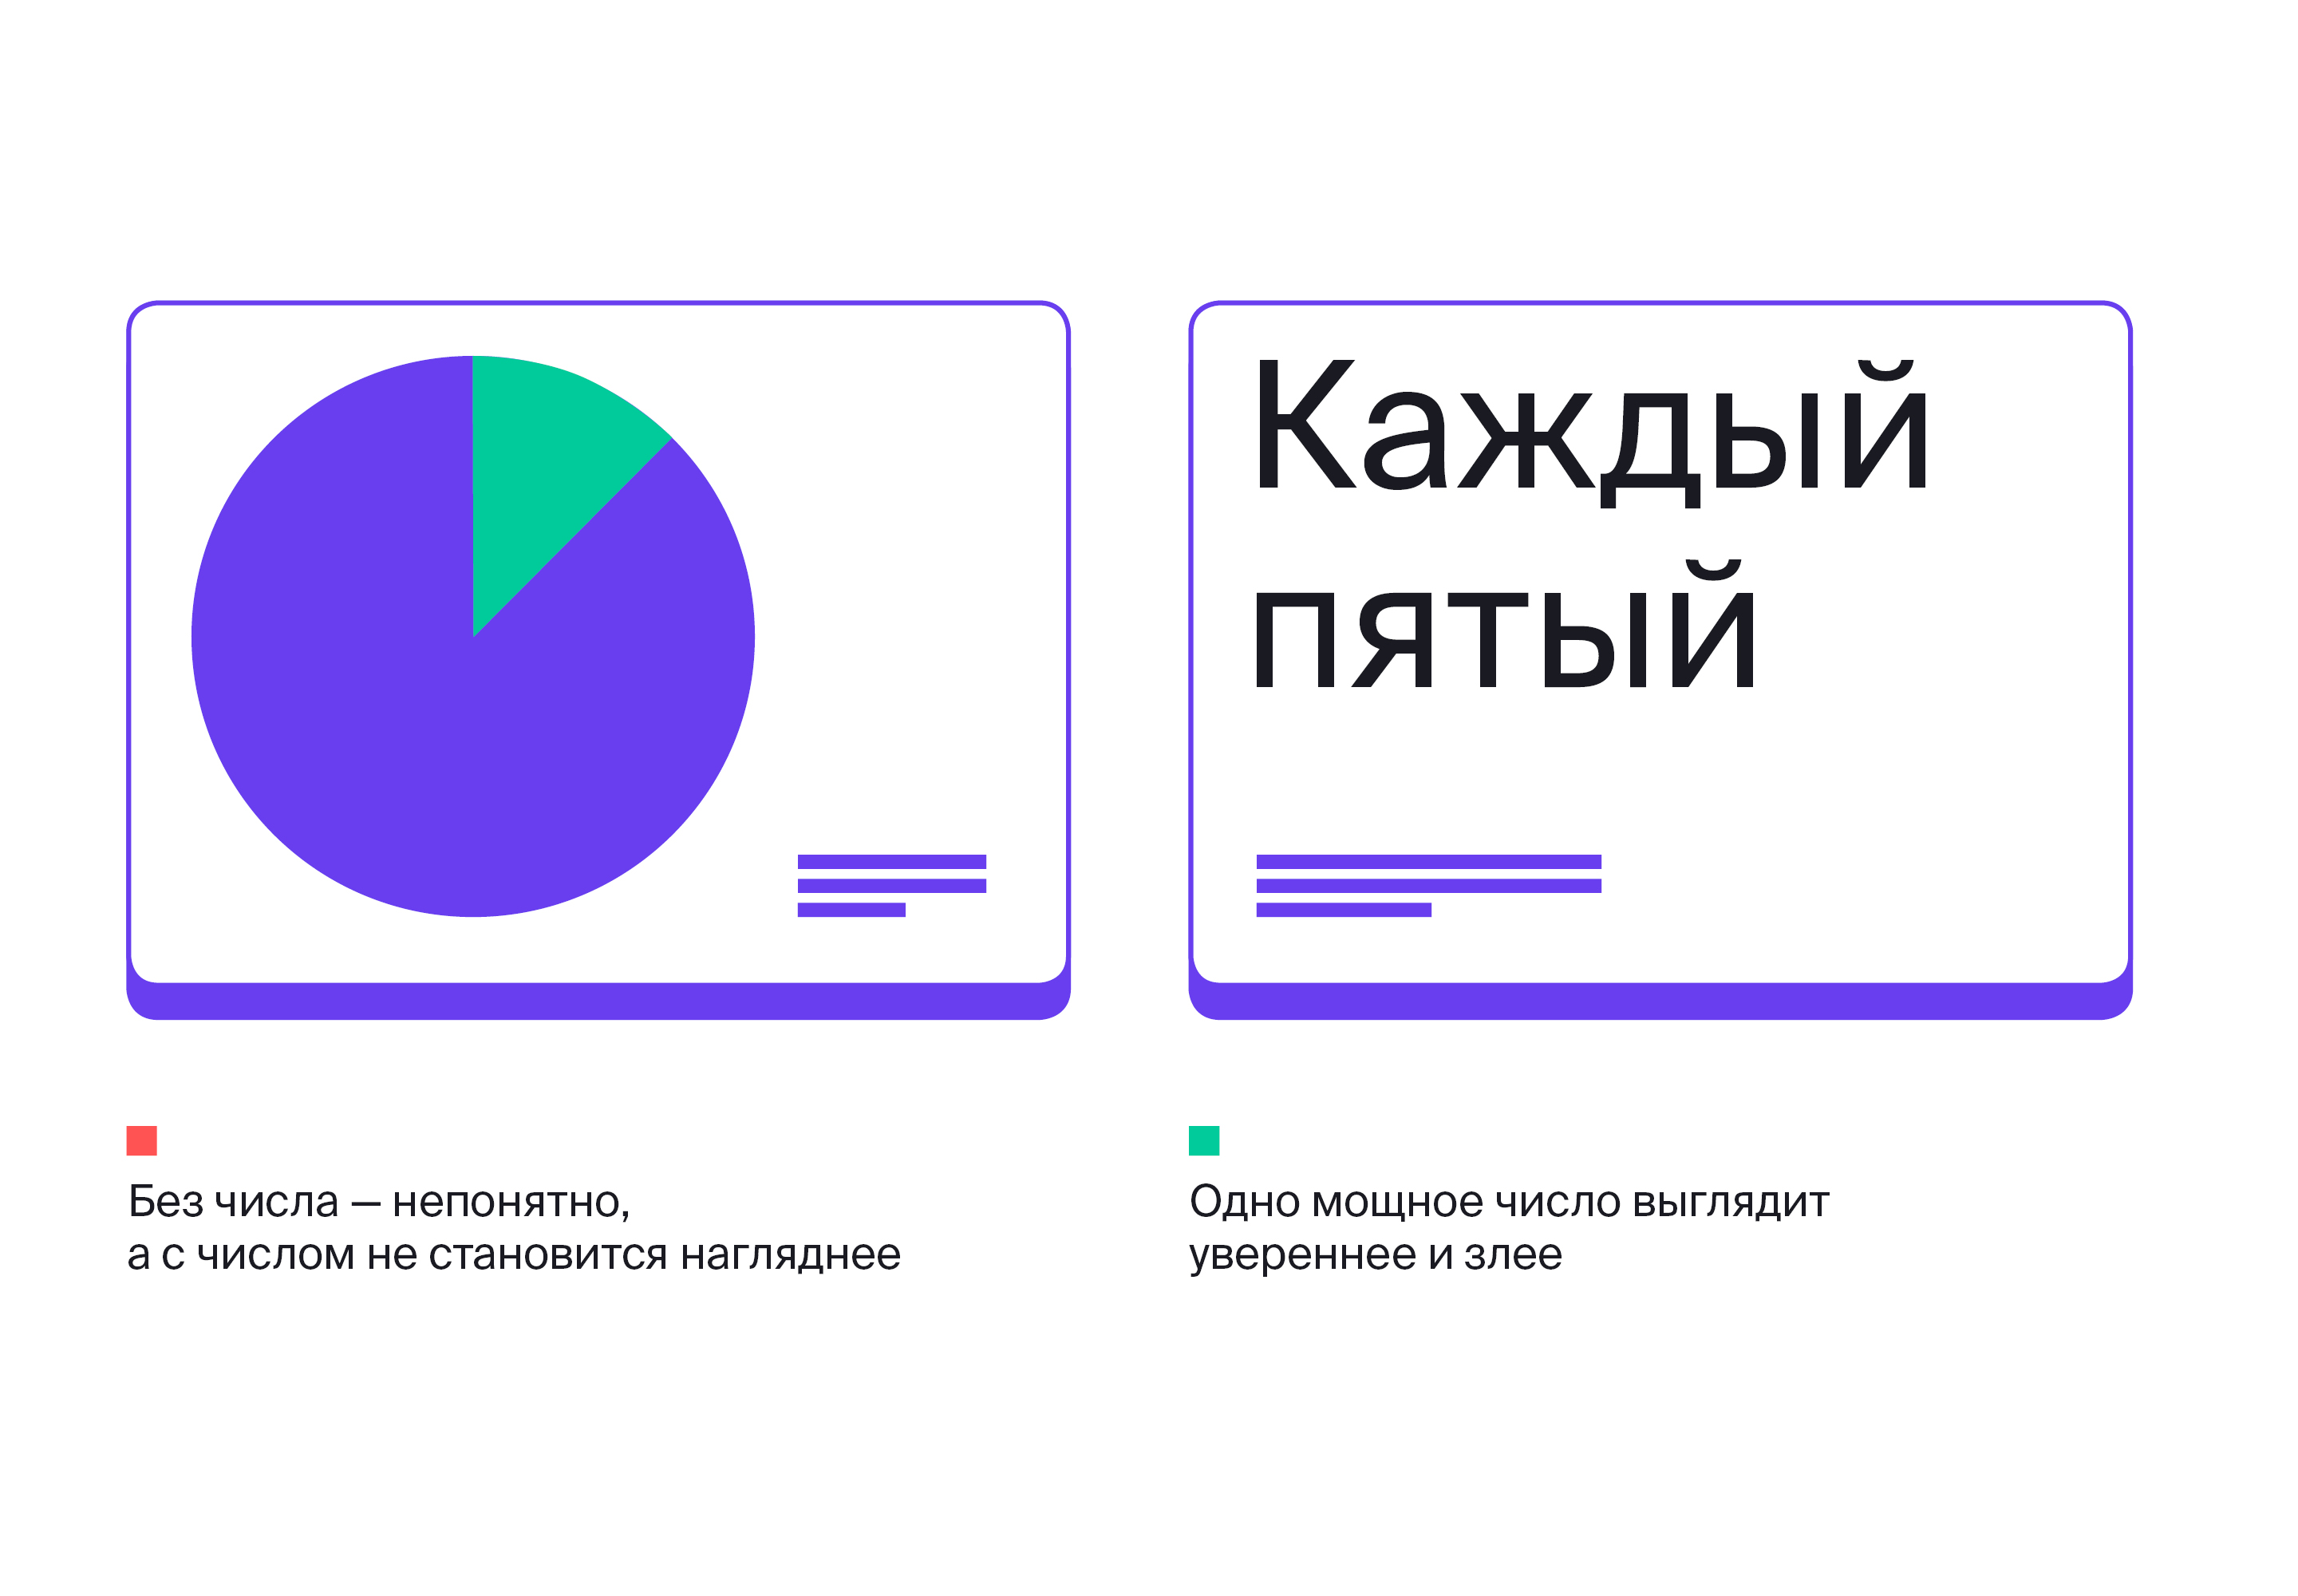 Каждый
пятый
Без числа — непонятно,
а с числом не становится нагляднее
Одно мощное число выглядит
увереннее и злее